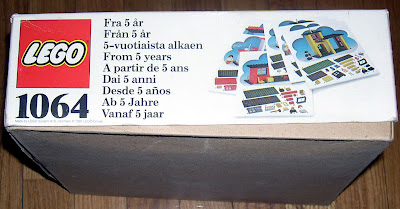 LEGO
1064
Fra 5 år
Från 5 år
5-vuotiaista alkaen
From 5 years
A partir de 5 ans
Dai 5 anni
Desde 5 años
Ab 5 Jahre
Vanaf 5 jaar